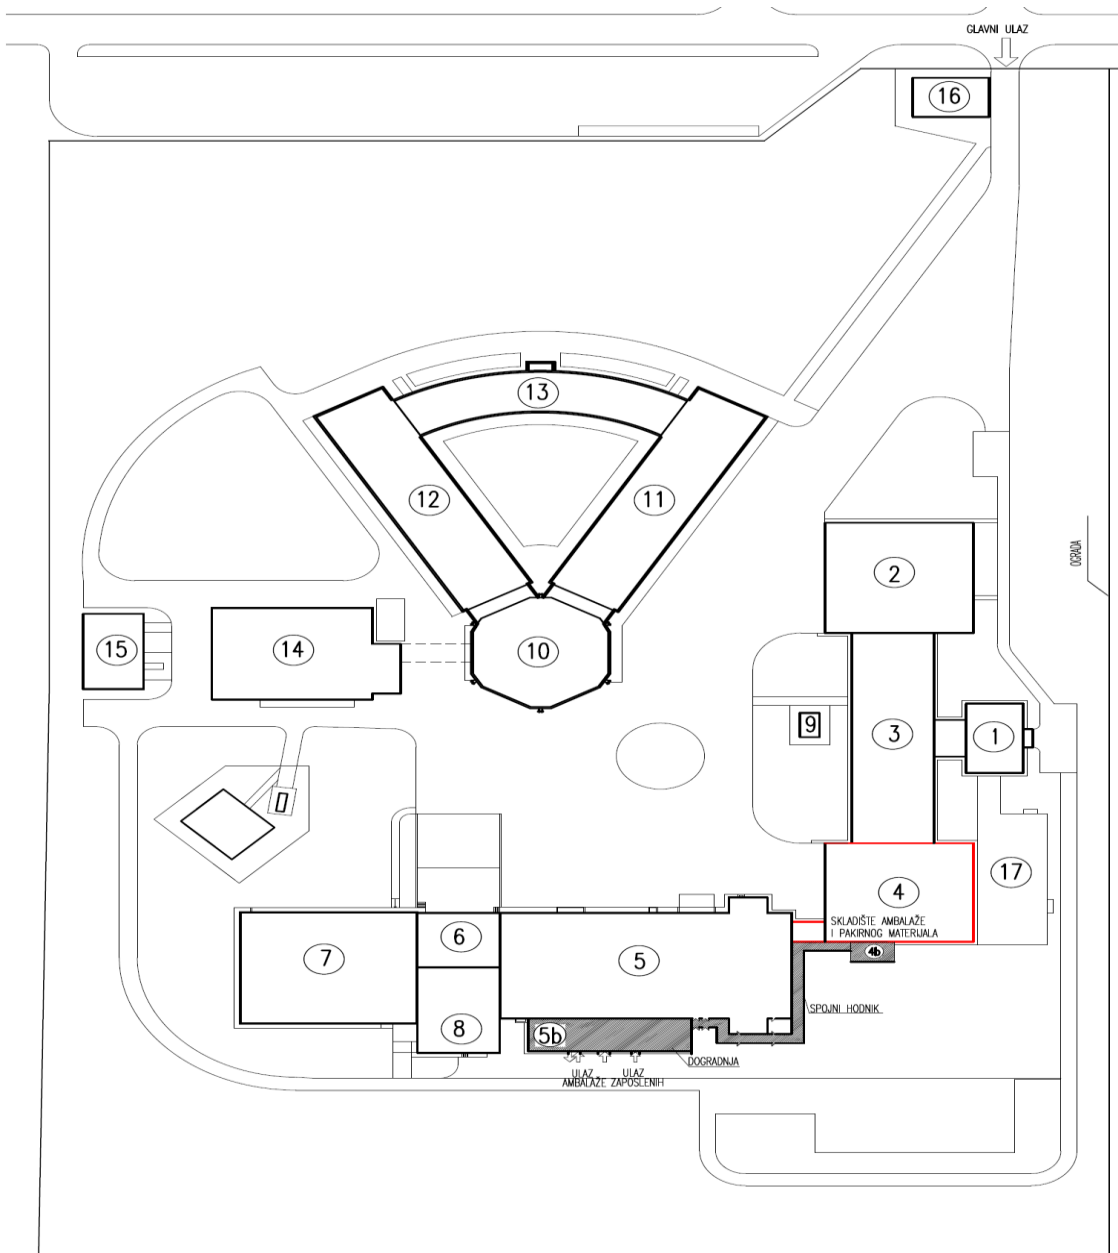 GLAVNI ULAZ
16
13
12
11
OGRADA
2
15
14
10
9
3
1
4
17
SKLADIŠTE AMBALAŽE
I PAKIRNOG MATERIJALA
6
7
5
4b
8
SPOJNI HODNIK
5b
DOGRADNJA
ULAZ ULAZ
AMBALAŽE ZAPOSLENIH